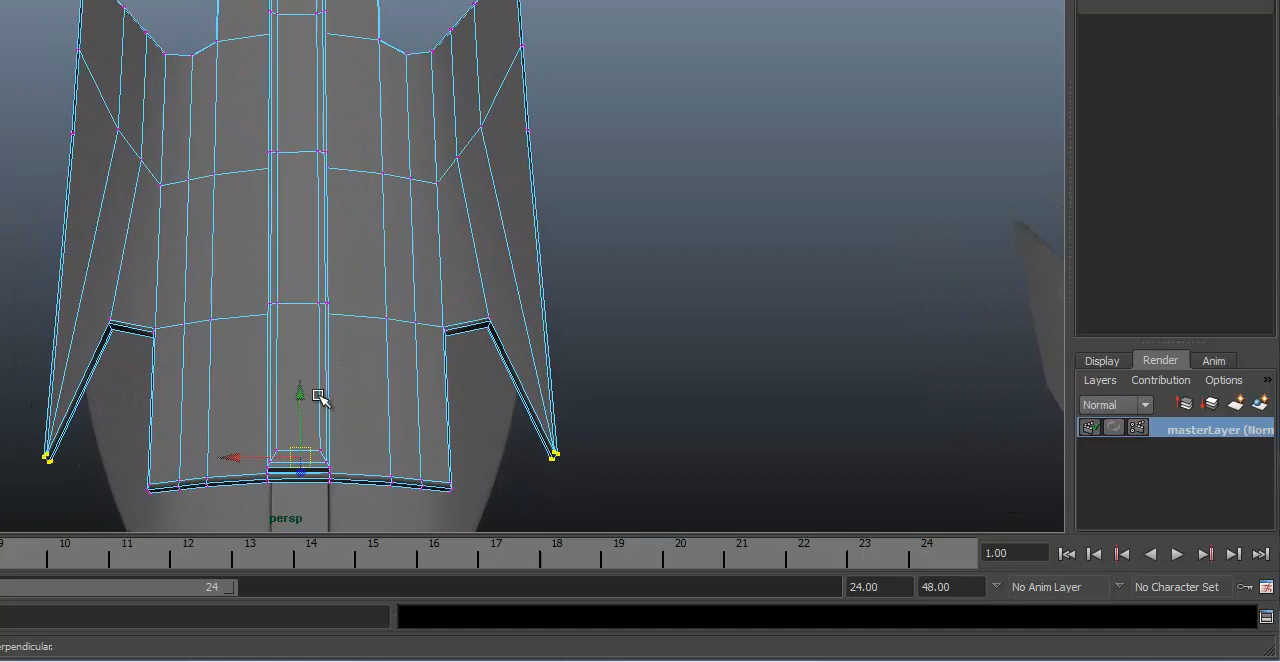 Display Render Anim
Layers Contribution Options »
Normal
masterLayer (Norn
persp
9 10 11 12 13 14 15 16 17 18 19 20 21 22 23 24
1.00
24
24.00 48.00 No Anim Layer No Character Set
erpendicular.